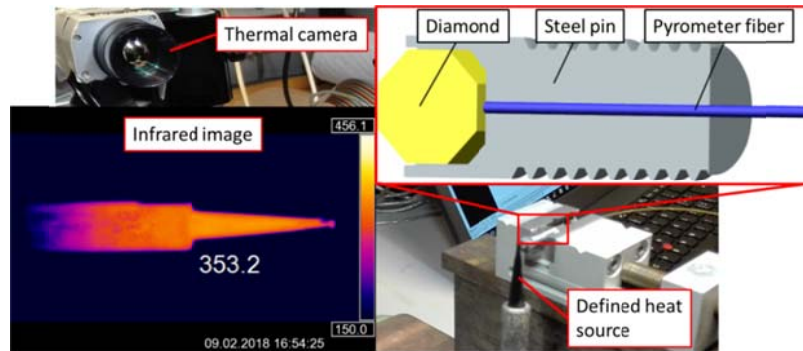 Thermal camera
Diamond
Steel pin
Pyrometer fiber
Infrared image
456.1
353.2
150.0
09.02.2018 16:54:25
Defined heat
source